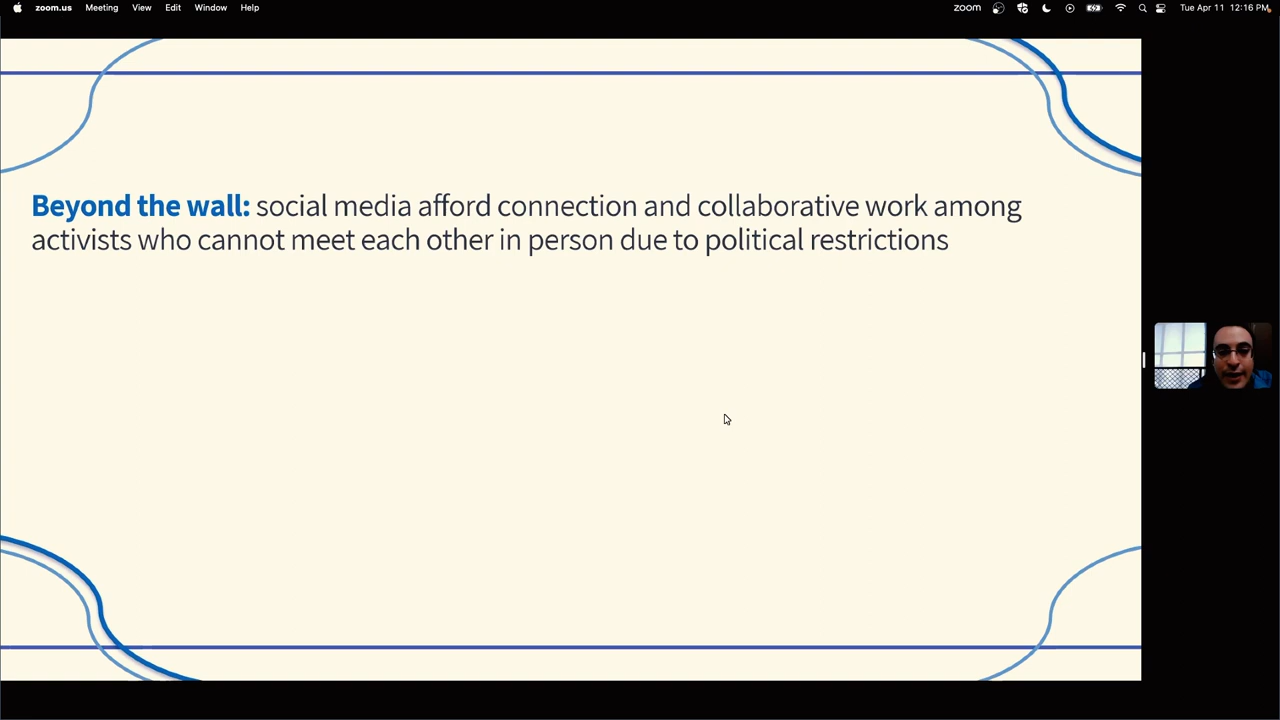 zoom.us Meeting View Edit Window Help zoom Tue Apr 11 12:16 PM
Beyond the wall: social media afford connection and collaborative work among
activists who cannot meet each other in person due to political restrictions